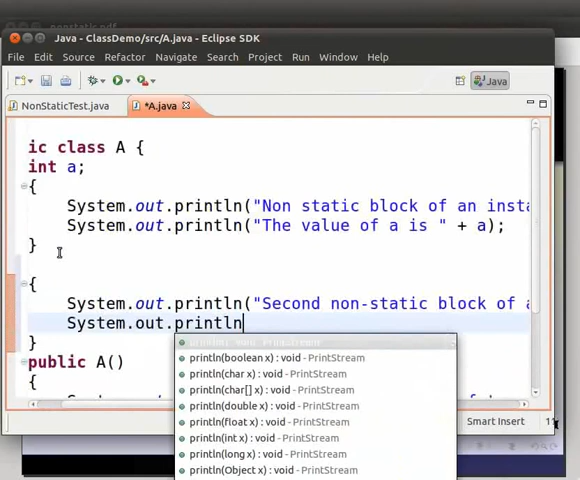 nonstatic.pdf
Java - ClassDemo/src/A.java - Eclipse SDK
File Edit Source Refactor Navigate Search Project Run Window Help
Java
NonStaticTest.java *A.java
ic class A {
int a;
{
System.out.println("Non static block of an insta
System.out.println("The value of a is " + a);
}
{
System.out.println("Second non-static block of a
System.out.println
}
public A()
{
println(boolean x) : void - PrintStream
println(char x) : void - PrintStream
println(char[] x) : void - PrintStream
println(double x) : void - PrintStream
println(float x) : void - PrintStream
println(int x) : void - PrintStream
println(long x) : void - PrintStream
println(Object x) : void - PrintStream
Smart Insert 11